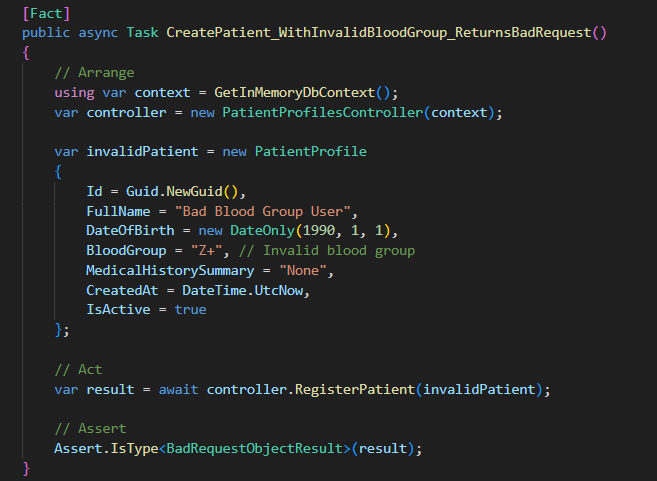 [Fact]
public async Task CreatePatient_WithInvalidBloodGroup_ReturnsBadRequest()
{
    // Arrange
    using var context = GetInMemoryDbContext();
    var controller = new PatientProfilesController(context);

    var invalidPatient = new PatientProfile
    {
        Id = Guid.NewGuid(),
        FullName = "Bad Blood Group User",
        DateOfBirth = new DateOnly(1990, 1, 1),
        BloodGroup = "Z+", // Invalid blood group
        MedicalHistorySummary = "None",
        CreatedAt = DateTime.UtcNow,
        IsActive = true
    };

    // Act
    var result = await controller.RegisterPatient(invalidPatient);

    // Assert
    Assert.IsType<BadRequestObjectResult>(result);
}